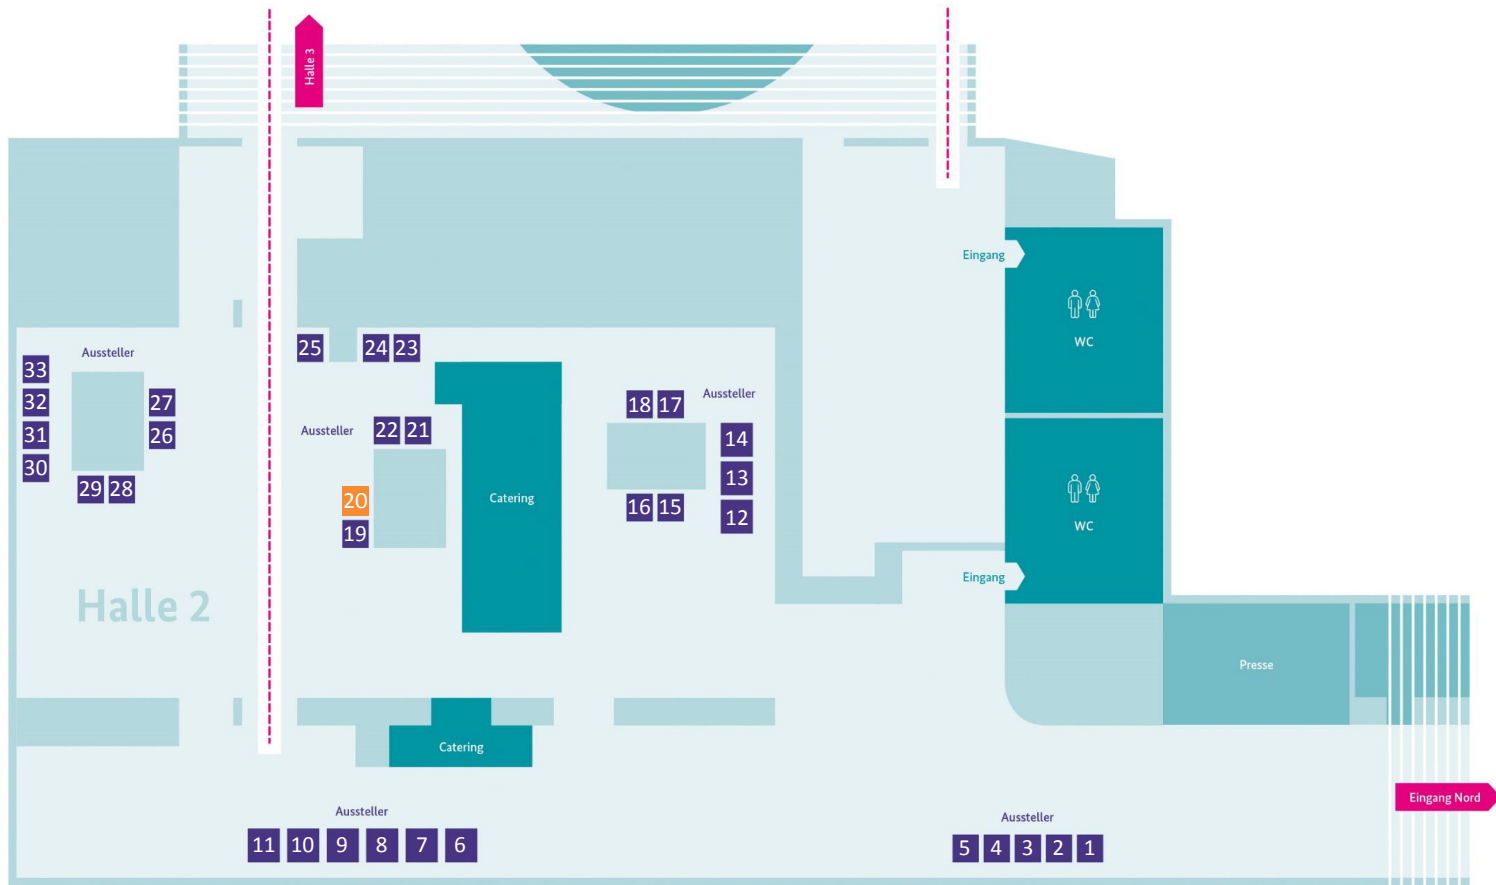 Halle 3
Eingang
WC
25
24 23
33
32
31
30
Aussteller
27
26
29 28
Aussteller
22 21
20
19
Catering
18 17
Aussteller
14
13
12
16 15
WC
Eingang
Halle 2
Presse
Catering
Eingang Nord
Aussteller
11 10 9 8 7 6
Aussteller
5 4 3 2 1